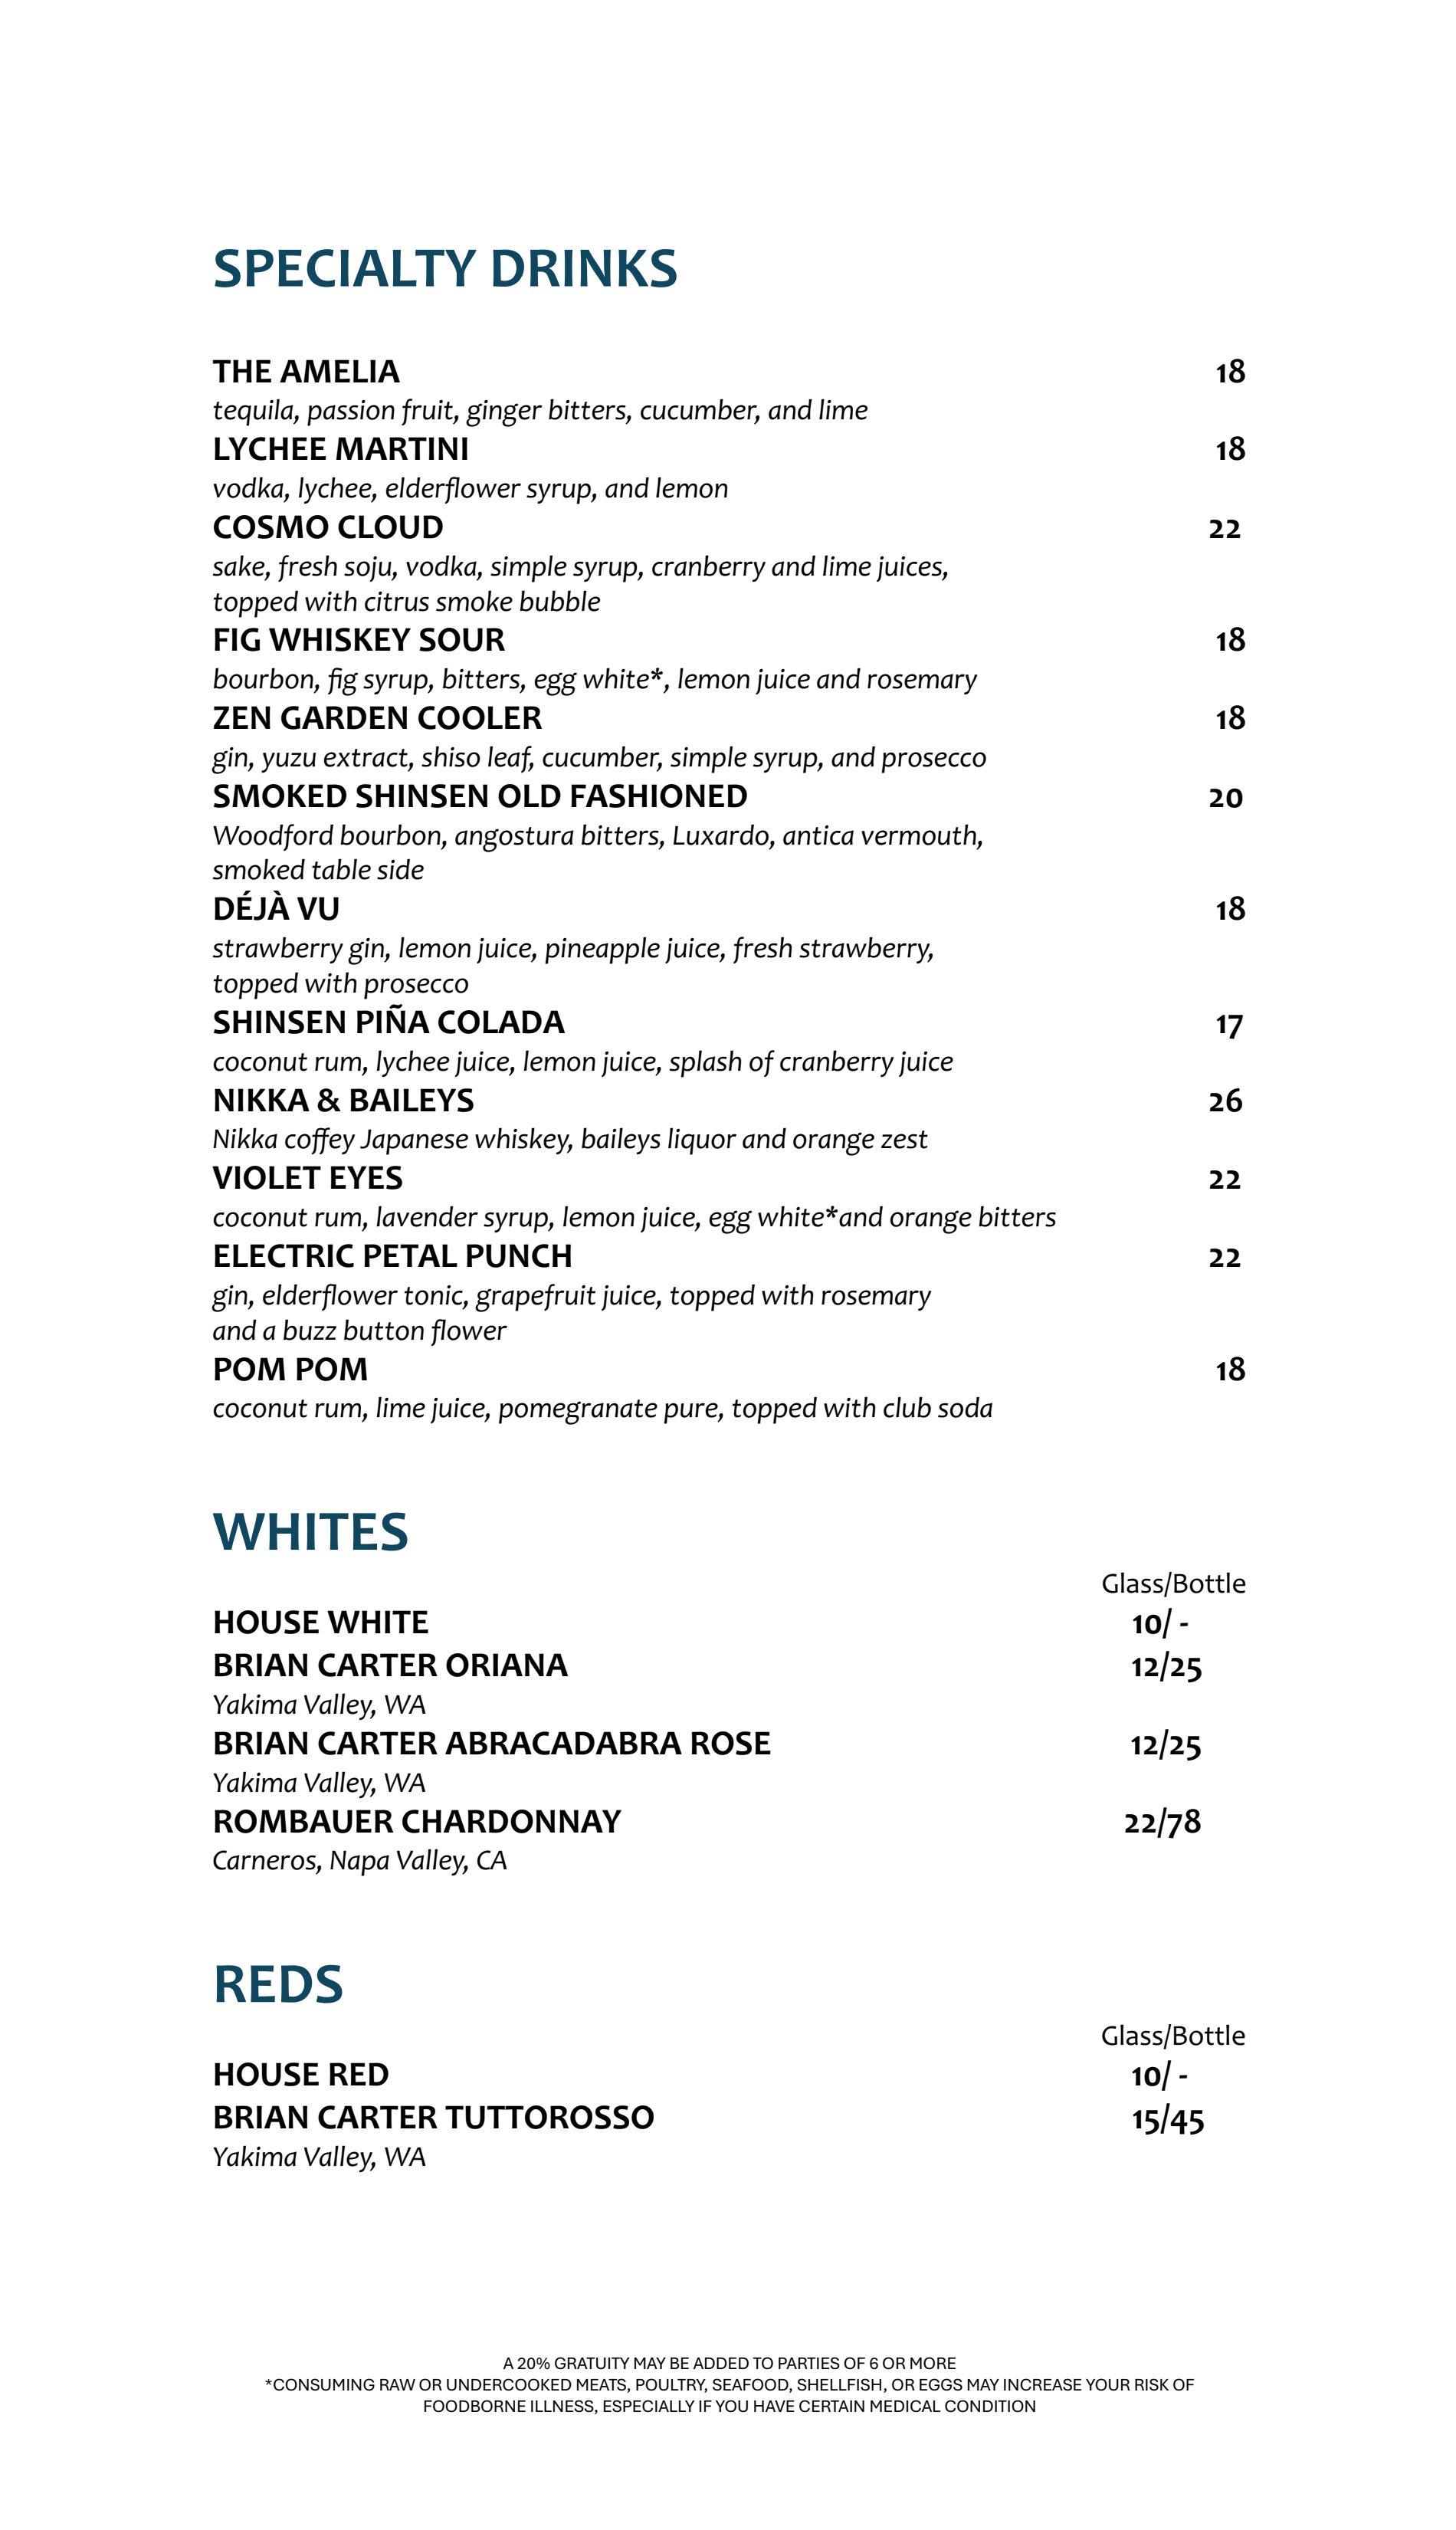 SPECIALTY DRINKS
THE AMELIA 18
tequila, passion fruit, ginger bitters, cucumber, and lime
LYCHEE MARTINI 18
vodka, lychee, elderflower syrup, and lemon
COSMO CLOUD 22
sake, fresh soju, vodka, simple syrup, cranberry and lime juices,
topped with citrus smoke bubble
FIG WHISKEY SOUR 18
bourbon, fig syrup, bitters, egg white*, lemon juice and rosemary
ZEN GARDEN COOLER 18
gin, yuzu extract, shiso leaf, cucumber, simple syrup, and prosecco
SMOKED SHINSEN OLD FASHIONED 20
Woodford bourbon, angostura bitters, Luxardo, antica vermouth,
smoked table side
DÉJÀ VU 18
strawberry gin, lemon juice, pineapple juice, fresh strawberry,
topped with prosecco
SHINSEN PIÑA COLADA 17
coconut rum, lychee juice, lemon juice, splash of cranberry juice
NIKKA & BAILEYS 26
Nikka coffey Japanese whiskey, baileys liquor and orange zest
VIOLET EYES 22
coconut rum, lavender syrup, lemon juice, egg white*and orange bitters
ELECTRIC PETAL PUNCH 22
gin, elderflower tonic, grapefruit juice, topped with rosemary
and a buzz button flower
POM POM 18
coconut rum, lime juice, pomegranate pure, topped with club soda
WHITES
Glass/Bottle
HOUSE WHITE 10/ -
BRIAN CARTER ORIANA 12/25
Yakima Valley, WA
BRIAN CARTER ABRACADABRA ROSE 12/25
Yakima Valley, WA
ROMBAUER CHARDONNAY 22/78
Carneros, Napa Valley, CA
REDS
Glass/Bottle
HOUSE RED 10/ -
BRIAN CARTER TUTTOROSSO 15/45
Yakima Valley, WA
A 20% GRATUITY MAY BE ADDED TO PARTIES OF 6 OR MORE
*CONSUMING RAW OR UNDERCOOKED MEATS, POULTRY, SEAFOOD, SHELLFISH, OR EGGS MAY INCREASE YOUR RISK OF
FOODBORNE ILLNESS, ESPECIALLY IF YOU HAVE CERTAIN MEDICAL CONDITION